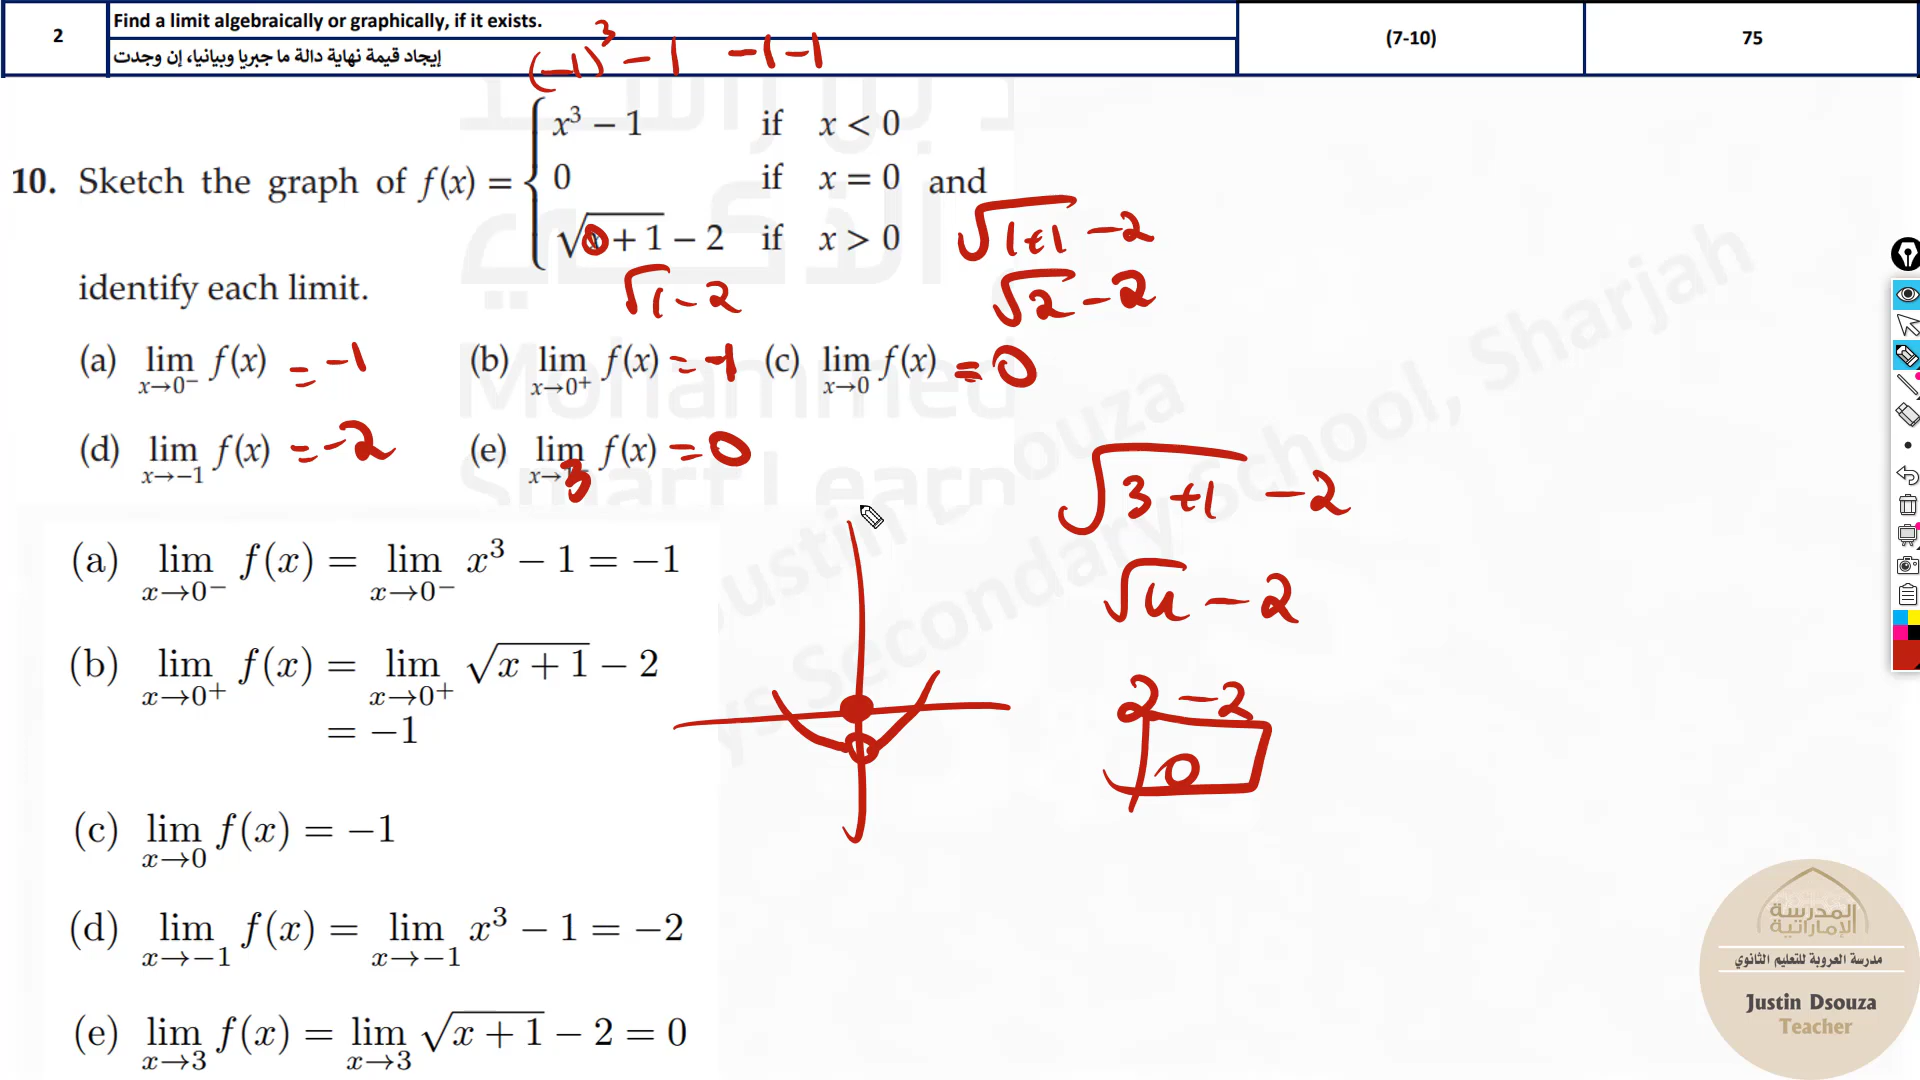 2
Find a limit algebraically or graphically, if it exists.
إيجاد قيمة نهاية دالة ما جبريا وبيانيا، إن وجدت
(7-10)
75
(-1)³ - 1   -1-1
10. Sketch the graph of f(x) = { x³ − 1 if x < 0
0 if x = 0 and
√x + 1 − 2 if x > 0
0
identify each limit.
√1 - 2
√1+1 - 2
√2 - 2
(a) lim x→0⁻ f(x) = -1
(b) lim x→0⁺ f(x) = -1
(c) lim x→0 f(x) = 0
(d) lim x→−1 f(x) = -2
(e) lim x→3 f(x) = 0
√3+1 - 2
√4 - 2
2 - 2
0
(a) lim x→0⁻ f(x) = lim x→0⁻ x³ − 1 = −1
(b) lim x→0⁺ f(x) = lim x→0⁺ √x + 1 − 2
= −1
(c) lim x→0 f(x) = −1
(d) lim x→−1 f(x) = lim x→−1 x³ − 1 = −2
(e) lim x→3 f(x) = lim x→3 √x + 1 − 2 = 0
الذكي
Mohammed
Smart Learn
المدرسة
الإماراتية
مدرسة العروبة للتعليم الثانوي
Justin Dsouza
Teacher